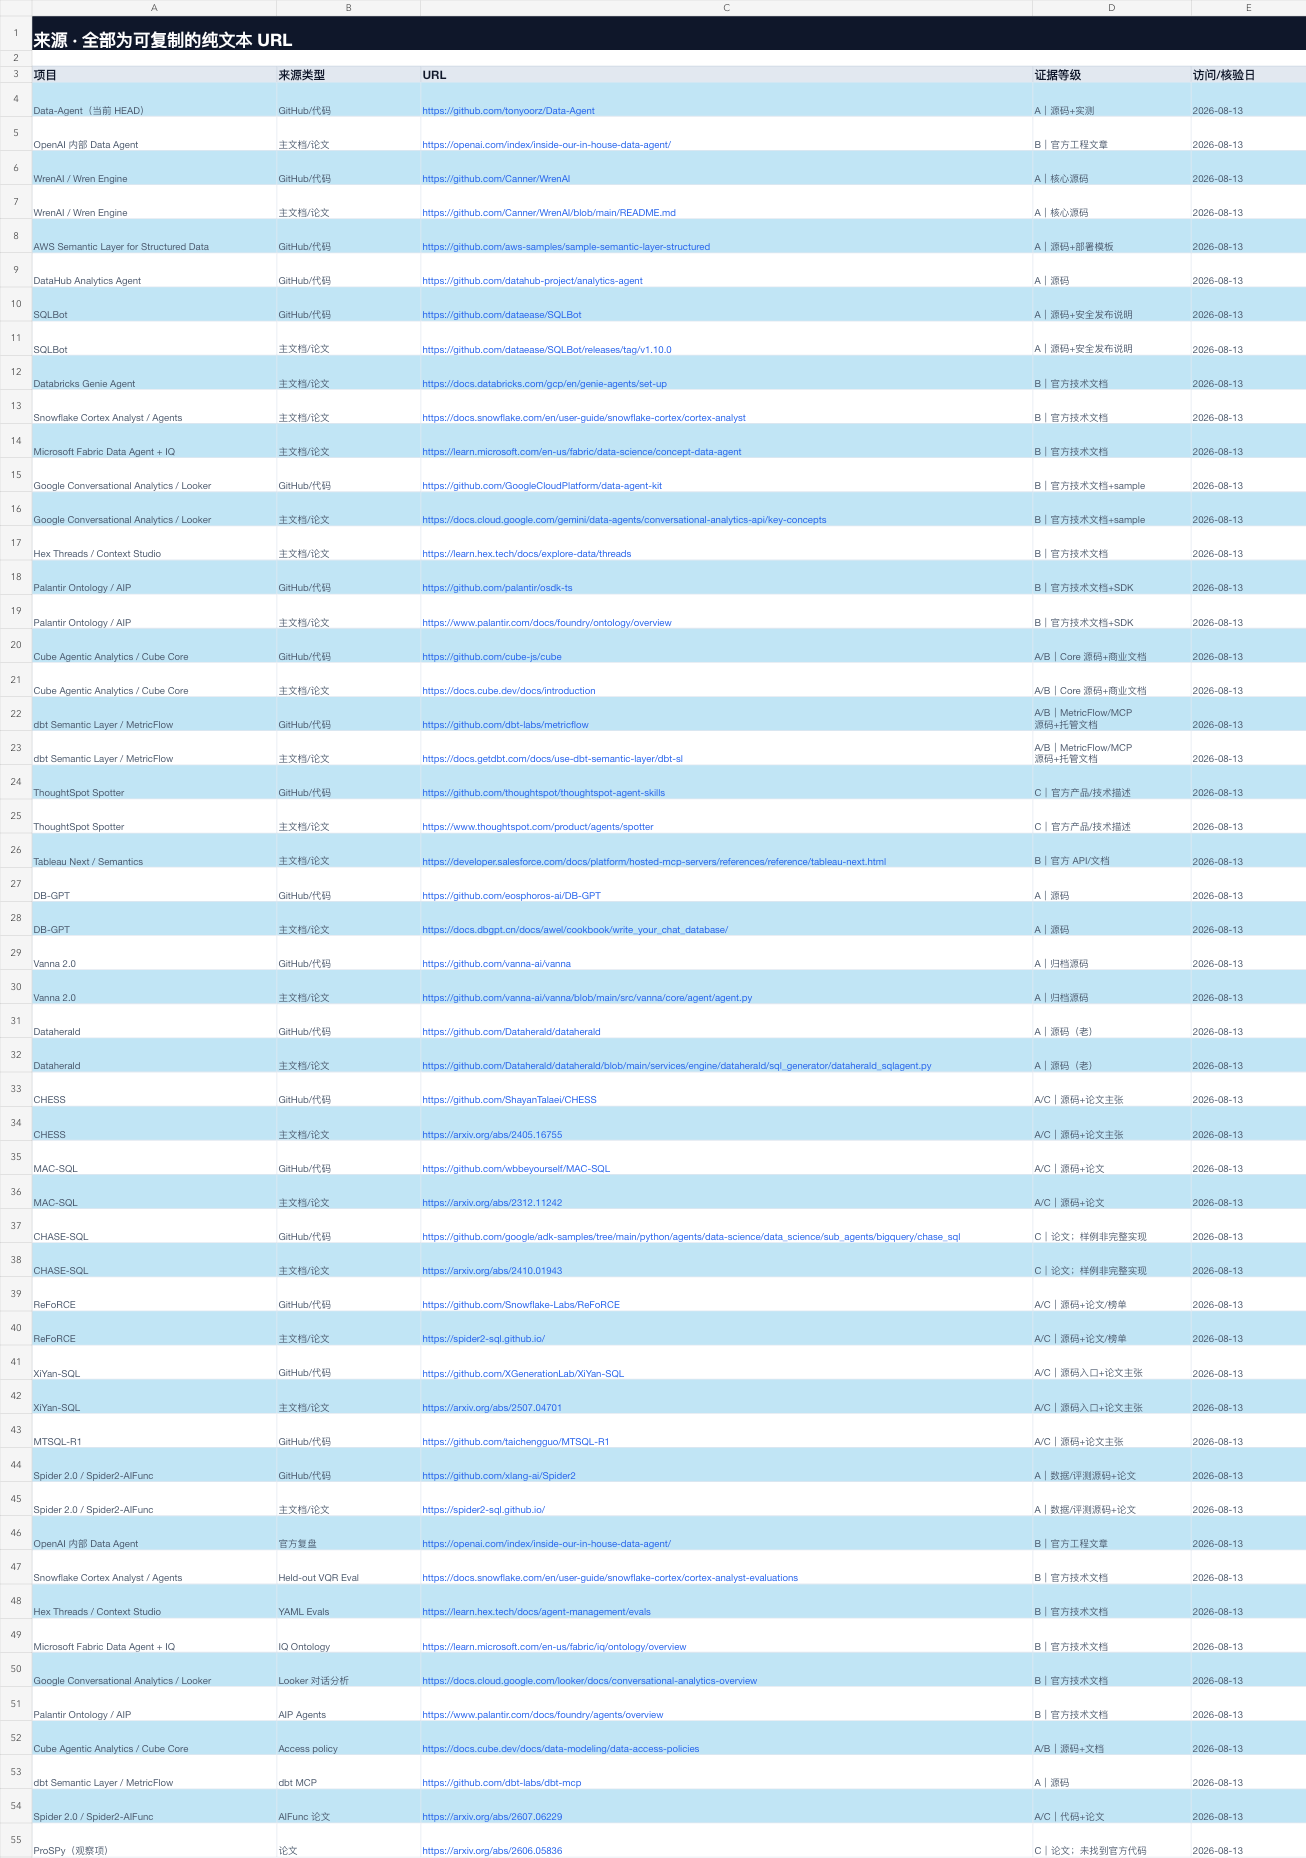 A B C D E
1 来源 · 全部为可复制的纯文本 URL
2
3 项目 来源类型 URL 证据等级 访问/核验日
4 Data-Agent（当前 HEAD） GitHub/代码 https://github.com/tonyoorz/Data-Agent A｜源码+实测 2026-08-13
5 OpenAI 内部 Data Agent 主文档/论文 https://openai.com/index/inside-our-in-house-data-agent/ B｜官方工程文章 2026-08-13
6 WrenAI / Wren Engine GitHub/代码 https://github.com/Canner/WrenAI A｜核心源码 2026-08-13
7 WrenAI / Wren Engine 主文档/论文 https://github.com/Canner/WrenAI/blob/main/README.md A｜核心源码 2026-08-13
8 AWS Semantic Layer for Structured Data GitHub/代码 https://github.com/aws-samples/sample-semantic-layer-structured A｜源码+部署模板 2026-08-13
9 DataHub Analytics Agent GitHub/代码 https://github.com/datahub-project/analytics-agent A｜源码 2026-08-13
10 SQLBot GitHub/代码 https://github.com/dataease/SQLBot A｜源码+安全发布说明 2026-08-13
11 SQLBot 主文档/论文 https://github.com/dataease/SQLBot/releases/tag/v1.10.0 A｜源码+安全发布说明 2026-08-13
12 Databricks Genie Agent 主文档/论文 https://docs.databricks.com/gcp/en/genie-agents/set-up B｜官方技术文档 2026-08-13
13 Snowflake Cortex Analyst / Agents 主文档/论文 https://docs.snowflake.com/en/user-guide/snowflake-cortex/cortex-analyst B｜官方技术文档 2026-08-13
14 Microsoft Fabric Data Agent + IQ 主文档/论文 https://learn.microsoft.com/en-us/fabric/data-science/concept-data-agent B｜官方技术文档 2026-08-13
15 Google Conversational Analytics / Looker GitHub/代码 https://github.com/GoogleCloudPlatform/data-agent-kit B｜官方技术文档+sample 2026-08-13
16 Google Conversational Analytics / Looker 主文档/论文 https://docs.cloud.google.com/gemini/data-agents/conversational-analytics-api/key-concepts B｜官方技术文档+sample 2026-08-13
17 Hex Threads / Context Studio 主文档/论文 https://learn.hex.tech/docs/explore-data/threads B｜官方技术文档 2026-08-13
18 Palantir Ontology / AIP GitHub/代码 https://github.com/palantir/osdk-ts B｜官方技术文档+SDK 2026-08-13
19 Palantir Ontology / AIP 主文档/论文 https://www.palantir.com/docs/foundry/ontology/overview B｜官方技术文档+SDK 2026-08-13
20 Cube Agentic Analytics / Cube Core GitHub/代码 https://github.com/cube-js/cube A/B｜Core 源码+商业文档 2026-08-13
21 Cube Agentic Analytics / Cube Core 主文档/论文 https://docs.cube.dev/docs/introduction A/B｜Core 源码+商业文档 2026-08-13
22 dbt Semantic Layer / MetricFlow GitHub/代码 https://github.com/dbt-labs/metricflow A/B｜MetricFlow/MCP
源码+托管文档 2026-08-13
23 dbt Semantic Layer / MetricFlow 主文档/论文 https://docs.getdbt.com/docs/use-dbt-semantic-layer/dbt-sl A/B｜MetricFlow/MCP
源码+托管文档 2026-08-13
24 ThoughtSpot Spotter GitHub/代码 https://github.com/thoughtspot/thoughtspot-agent-skills C｜官方产品/技术描述 2026-08-13
25 ThoughtSpot Spotter 主文档/论文 https://www.thoughtspot.com/product/agents/spotter C｜官方产品/技术描述 2026-08-13
26 Tableau Next / Semantics 主文档/论文 https://developer.salesforce.com/docs/platform/hosted-mcp-servers/references/reference/tableau-next.html B｜官方 API/文档 2026-08-13
27 DB-GPT GitHub/代码 https://github.com/eosphoros-ai/DB-GPT A｜源码 2026-08-13
28 DB-GPT 主文档/论文 https://docs.dbgpt.cn/docs/awel/cookbook/write_your_chat_database/ A｜源码 2026-08-13
29 Vanna 2.0 GitHub/代码 https://github.com/vanna-ai/vanna A｜归档源码 2026-08-13
30 Vanna 2.0 主文档/论文 https://github.com/vanna-ai/vanna/blob/main/src/vanna/core/agent/agent.py A｜归档源码 2026-08-13
31 Dataherald GitHub/代码 https://github.com/Dataherald/dataherald A｜源码（老） 2026-08-13
32 Dataherald 主文档/论文 https://github.com/Dataherald/dataherald/blob/main/services/engine/dataherald/sql_generator/dataherald_sqlagent.py A｜源码（老） 2026-08-13
33 CHESS GitHub/代码 https://github.com/ShayanTalaei/CHESS A/C｜源码+论文主张 2026-08-13
34 CHESS 主文档/论文 https://arxiv.org/abs/2405.16755 A/C｜源码+论文主张 2026-08-13
35 MAC-SQL GitHub/代码 https://github.com/wbbeyourself/MAC-SQL A/C｜源码+论文 2026-08-13
36 MAC-SQL 主文档/论文 https://arxiv.org/abs/2312.11242 A/C｜源码+论文 2026-08-13
37 CHASE-SQL GitHub/代码 https://github.com/google/adk-samples/tree/main/python/agents/data-science/data_science/sub_agents/bigquery/chase_sql C｜论文；样例非完整实现 2026-08-13
38 CHASE-SQL 主文档/论文 https://arxiv.org/abs/2410.01943 C｜论文；样例非完整实现 2026-08-13
39 ReFoRCE GitHub/代码 https://github.com/Snowflake-Labs/ReFoRCE A/C｜源码+论文/榜单 2026-08-13
40 ReFoRCE 主文档/论文 https://spider2-sql.github.io/ A/C｜源码+论文/榜单 2026-08-13
41 XiYan-SQL GitHub/代码 https://github.com/XGenerationLab/XiYan-SQL A/C｜源码入口+论文主张 2026-08-13
42 XiYan-SQL 主文档/论文 https://arxiv.org/abs/2507.04701 A/C｜源码入口+论文主张 2026-08-13
43 MTSQL-R1 GitHub/代码 https://github.com/taichengguo/MTSQL-R1 A/C｜源码+论文主张 2026-08-13
44 Spider 2.0 / Spider2-AIFunc GitHub/代码 https://github.com/xlang-ai/Spider2 A｜数据/评测源码+论文 2026-08-13
45 Spider 2.0 / Spider2-AIFunc 主文档/论文 https://spider2-sql.github.io/ A｜数据/评测源码+论文 2026-08-13
46 OpenAI 内部 Data Agent 官方复盘 https://openai.com/index/inside-our-in-house-data-agent/ B｜官方工程文章 2026-08-13
47 Snowflake Cortex Analyst / Agents Held-out VQR Eval https://docs.snowflake.com/en/user-guide/snowflake-cortex/cortex-analyst-evaluations B｜官方技术文档 2026-08-13
48 Hex Threads / Context Studio YAML Evals https://learn.hex.tech/docs/agent-management/evals B｜官方技术文档 2026-08-13
49 Microsoft Fabric Data Agent + IQ IQ Ontology https://learn.microsoft.com/en-us/fabric/iq/ontology/overview B｜官方技术文档 2026-08-13
50 Google Conversational Analytics / Looker Looker 对话分析 https://docs.cloud.google.com/looker/docs/conversational-analytics-overview B｜官方技术文档 2026-08-13
51 Palantir Ontology / AIP AIP Agents https://www.palantir.com/docs/foundry/agents/overview B｜官方技术文档 2026-08-13
52 Cube Agentic Analytics / Cube Core Access policy https://docs.cube.dev/docs/data-modeling/data-access-policies A/B｜源码+文档 2026-08-13
53 dbt Semantic Layer / MetricFlow dbt MCP https://github.com/dbt-labs/dbt-mcp A｜源码 2026-08-13
54 Spider 2.0 / Spider2-AIFunc AIFunc 论文 https://arxiv.org/abs/2607.06229 A/C｜代码+论文 2026-08-13
55 ProSPy（观察项） 论文 https://arxiv.org/abs/2606.05836 C｜论文；未找到官方代码 2026-08-13